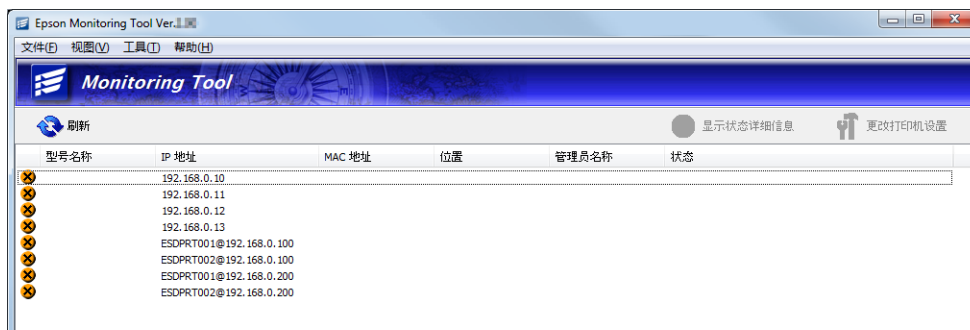 Epson Monitoring Tool Ver.
文件(F) 视图(V) 工具(T) 帮助(H)
Monitoring Tool
刷新 显示状态详细信息 更改打印机设置
型号名称 IP 地址 MAC 地址 位置 管理员名称 状态
192.168.0.10
192.168.0.11
192.168.0.12
192.168.0.13
ESDPRT001@192.168.0.100
ESDPRT002@192.168.0.100
ESDPRT001@192.168.0.200
ESDPRT002@192.168.0.200